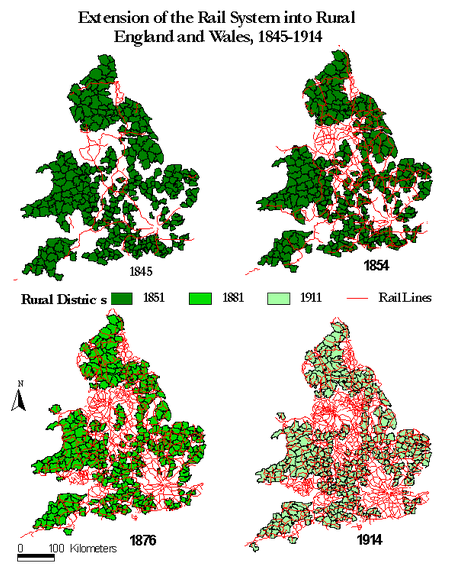 Extension of the Rail System into Rural
England and Wales, 1845-1914
1845
1854
Rural Distric s 1851 1881 1911 Rail Lines
N
1876
1914
0 100 Kilometers